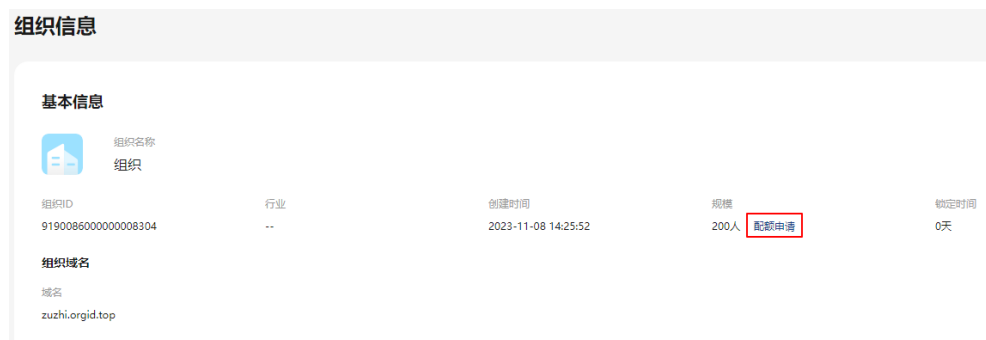 组织信息
基本信息
组织名称
组织
组织ID 行业 创建时间 规模 锁定时间
9190086000000008304 -- 2023-11-08 14:25:52 200人 配额申请 0天
组织域名
域名
zuzhi.orgid.top